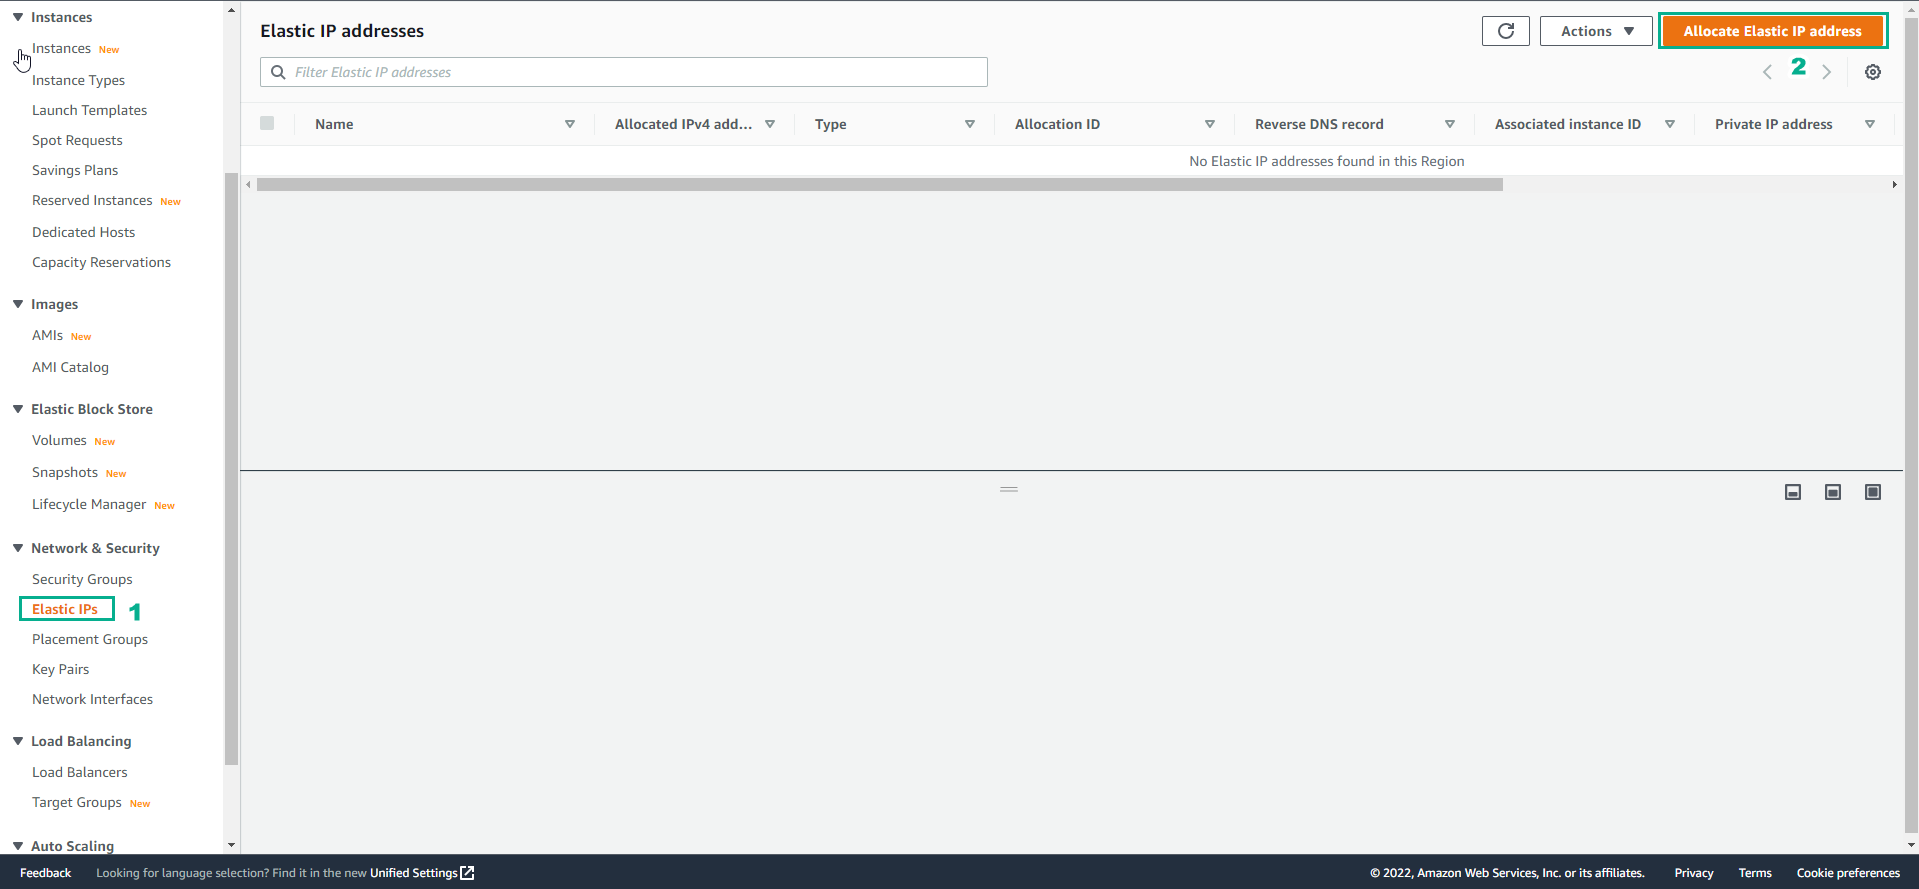 Instances
Instances New
Instance Types
Launch Templates
Spot Requests
Savings Plans
Reserved Instances New
Dedicated Hosts
Capacity Reservations
Images
AMIs New
AMI Catalog
Elastic Block Store
Volumes New
Snapshots New
Lifecycle Manager New
Network & Security
Security Groups
Elastic IPs 1
Placement Groups
Key Pairs
Network Interfaces
Load Balancing
Load Balancers
Target Groups New
Auto Scaling
Elastic IP addresses
Actions
Allocate Elastic IP address
Filter Elastic IP addresses
2
Name Allocated IPv4 add... Type Allocation ID Reverse DNS record Associated instance ID Private IP address
No Elastic IP addresses found in this Region
Feedback Looking for language selection? Find it in the new Unified Settings © 2022, Amazon Web Services, Inc. or its affiliates. Privacy Terms Cookie preferences